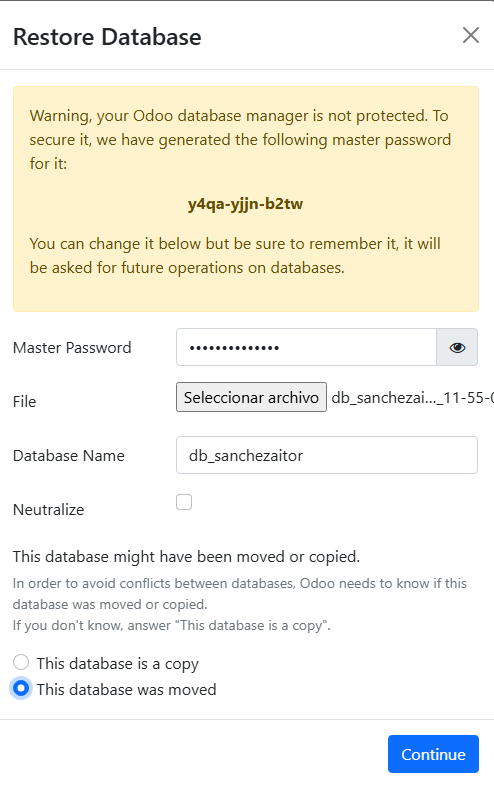 Restore Database
Warning, your Odoo database manager is not protected. To
secure it, we have generated the following master password
for it:
y4qa-yjjn-b2tw
You can change it below but be sure to remember it, it will
be asked for future operations on databases.
Master Password ••••••••••••••
File Seleccionar archivo db_sanchezai..._11-55-0
Database Name db_sanchezaitor
Neutralize
This database might have been moved or copied.
In order to avoid conflicts between databases, Odoo needs to know if this
database was moved or copied.
If you don't know, answer "This database is a copy".
This database is a copy
This database was moved
Continue